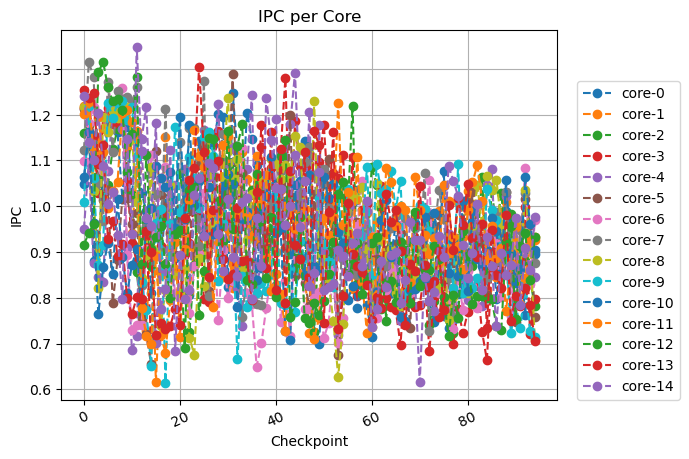 IPC per Core
IPC
1.3
1.2
1.1
1.0
0.9
0.8
0.7
0.6
0
20
40
60
80
Checkpoint
core-0
core-1
core-2
core-3
core-4
core-5
core-6
core-7
core-8
core-9
core-10
core-11
core-12
core-13
core-14